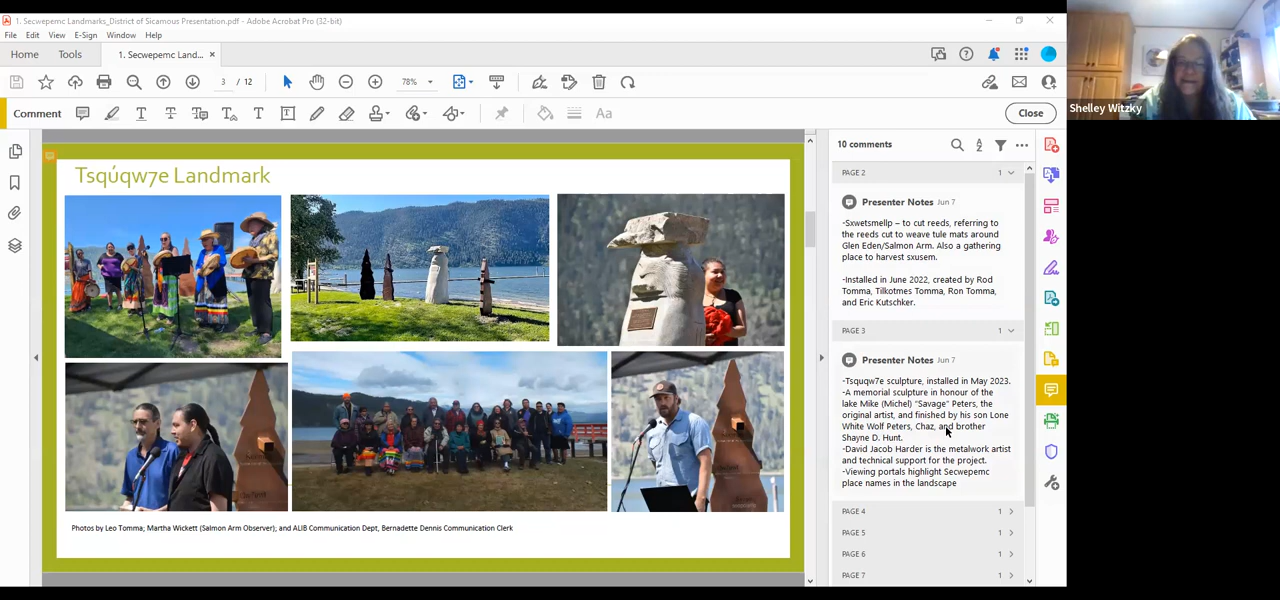 1. Secwepemc Landmarks_District of Sicamous Presentation.pdf - Adobe Acrobat Pro (32-bit)
File Edit View E-Sign Window Help
Home Tools 1. Secwepemc Land... ×
3 / 12 78%
Comment Aa Close
Tsqúqw7e Landmark
Photos by Leo Tomma; Martha Wickett (Salmon Arm Observer); and ALIB Communication Dept, Bernadette Dennis Communication Clerk
10 comments
PAGE 2 1
Presenter Notes Jun 7
-Sxwetsmellp – to cut reeds, referring to
the reeds cut to weave tule mats around
Glen Eden/Salmon Arm. Also a gathering
place to harvest sxusem.
-Installed in June 2022, created by Rod
Tomma, Tilkotmes Tomma, Ron Tomma,
and Eric Kutschker.
PAGE 3 1
Presenter Notes Jun 7
-Tsquqw7e sculpture, installed in May 2023.
-A memorial sculpture in honour of the
lake Mike (Michel) "Savage" Peters, the
original artist, and finished by his son Lone
White Wolf Peters, Chaz, and brother
Shayne D. Hunt.
-David Jacob Harder is the metalwork artist
and technical support for the project.
-Viewing portals highlight Secwepemc
place names in the landscape
PAGE 4 1
PAGE 5 1
PAGE 6 1
PAGE 7 1
Shelley Witzky